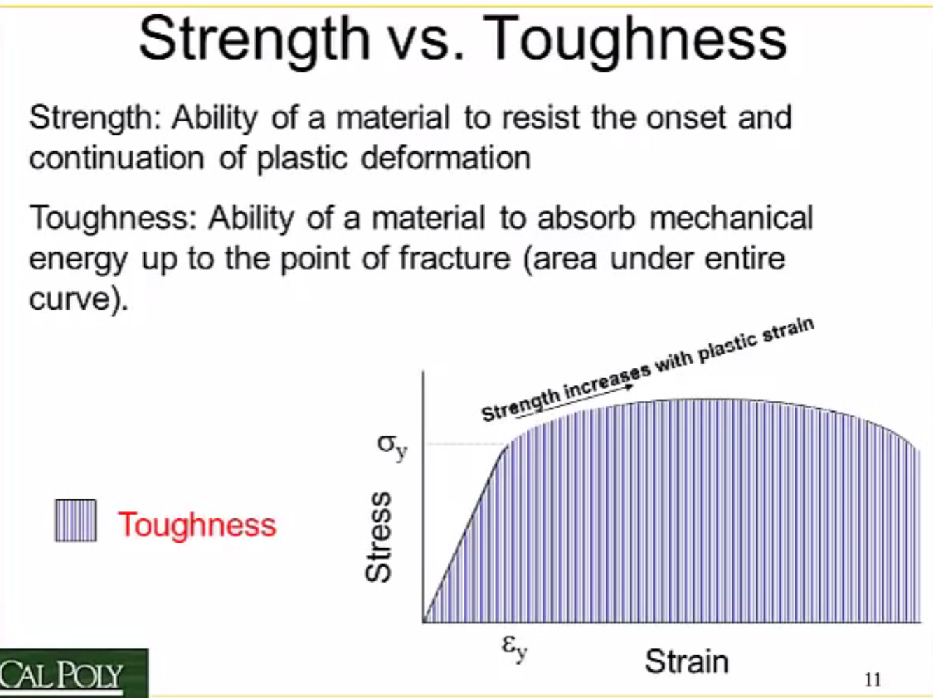 Strength vs. Toughness
Strength: Ability of a material to resist the onset and
continuation of plastic deformation
Toughness: Ability of a material to absorb mechanical
energy up to the point of fracture (area under entire
curve).
Strength increases with plastic strain
σy
Stress
Toughness
εy
Strain
CAL POLY
11